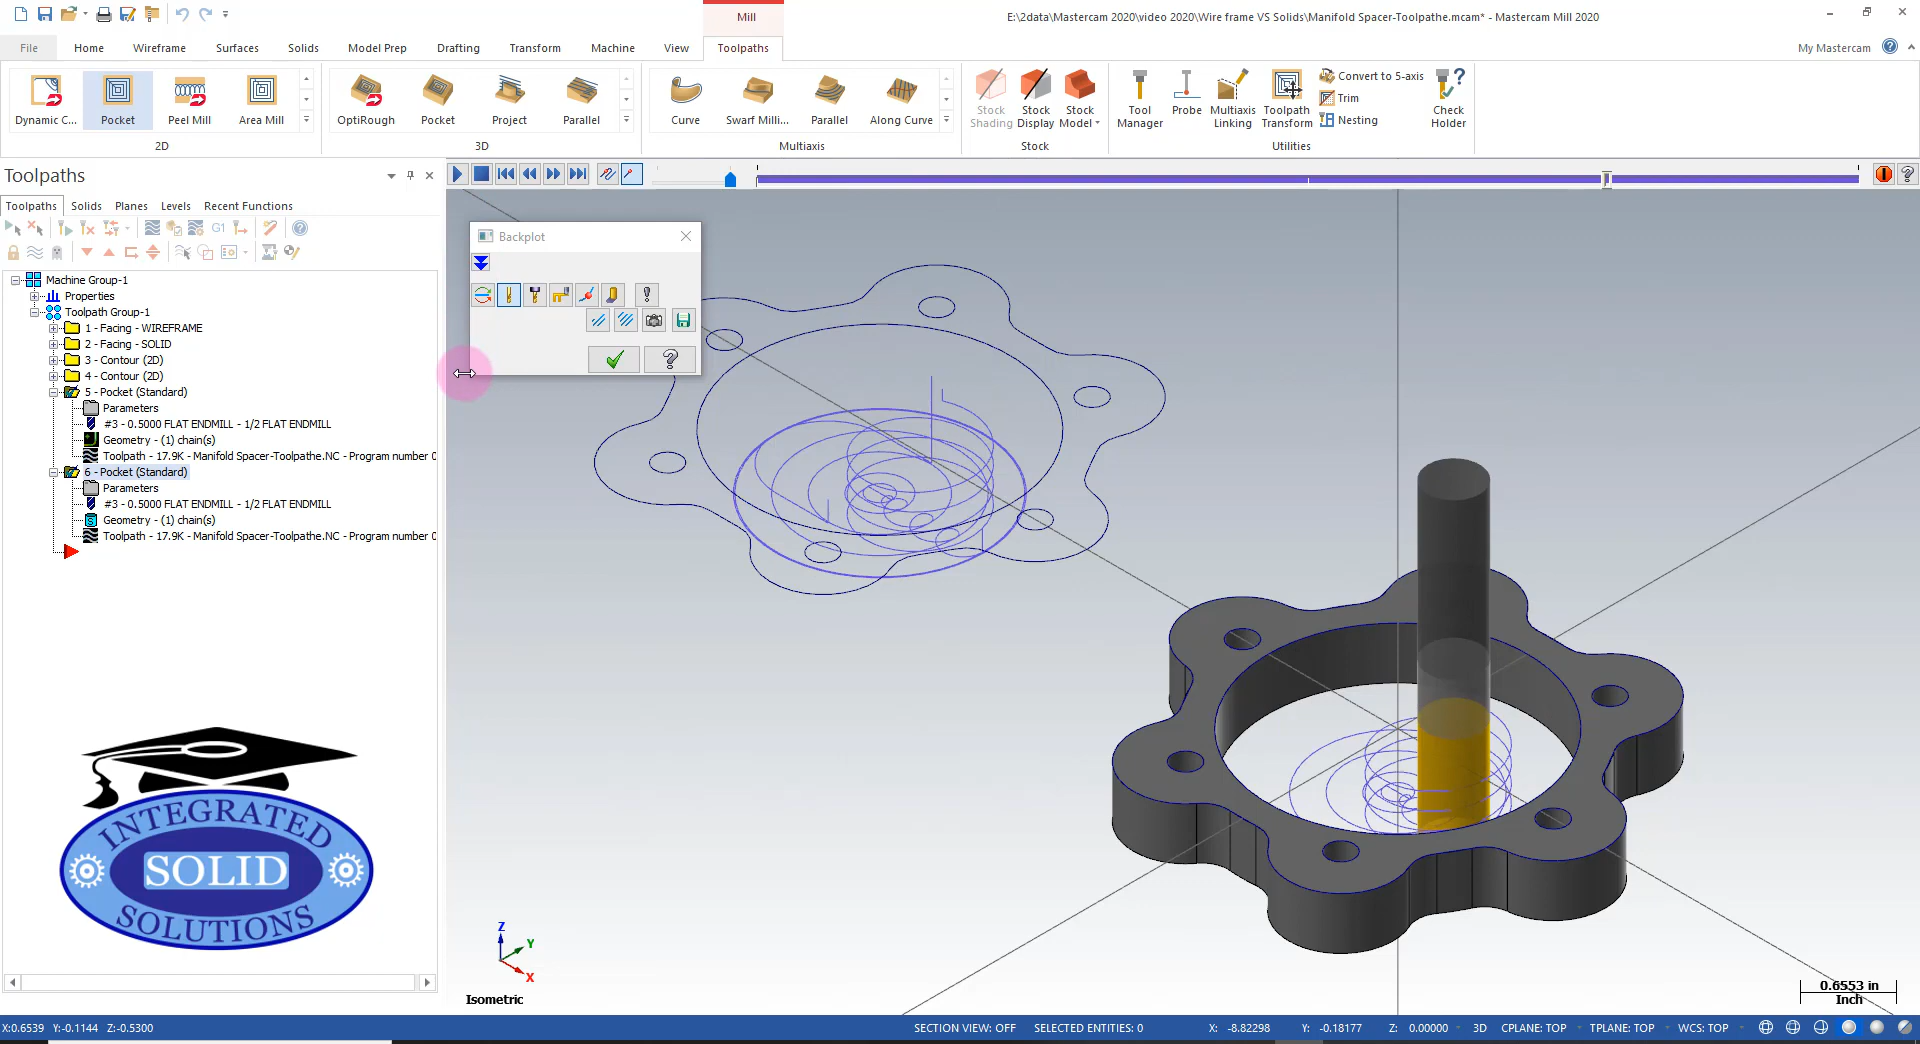 Mill
E:\2data\Mastercam 2020\video 2020\Wire frame VS Solids\Manifold Spacer-Toolpathe.mcam* - Mastercam Mill 2020
File
Home
Wireframe
Surfaces
Solids
Model Prep
Drafting
Transform
Machine
View
Toolpaths
My Mastercam
Dynamic C...
Pocket
Peel Mill
Area Mill
2D
OptiRough
Pocket
Project
Parallel
3D
Curve
Swarf Milli...
Parallel
Along Curve
Multiaxis
Stock Shading
Stock Display
Stock Model
Stock
Tool Manager
Probe
Multiaxis Linking
Toolpath Transform
Convert to 5-axis
Trim
Nesting
Check Holder
Utilities
Toolpaths
Toolpaths
Solids
Planes
Levels
Recent Functions
G1
Machine Group-1
Properties
Toolpath Group-1
1 - Facing - WIREFRAME
2 - Facing - SOLID
3 - Contour (2D)
4 - Contour (2D)
5 - Pocket (Standard)
Parameters
#3 - 0.5000 FLAT ENDMILL - 1/2 FLAT ENDMILL
Geometry - (1) chain(s)
Toolpath - 17.9K - Manifold Spacer-Toolpathe.NC - Program number 0
6 - Pocket (Standard)
Parameters
#3 - 0.5000 FLAT ENDMILL - 1/2 FLAT ENDMILL
Geometry - (1) chain(s)
Toolpath - 17.9K - Manifold Spacer-Toolpathe.NC - Program number 0
Backplot
INTEGRATED
SOLID
SOLUTIONS
Z
Y
X
Isometric
0.6553 in
Inch
X:0.6539 Y:-0.1144 Z:-0.5300
SECTION VIEW: OFF
SELECTED ENTITIES: 0
X: -8.82298
Y: -0.18177
Z: 0.00000
3D
CPLANE: TOP
TPLANE: TOP
WCS: TOP